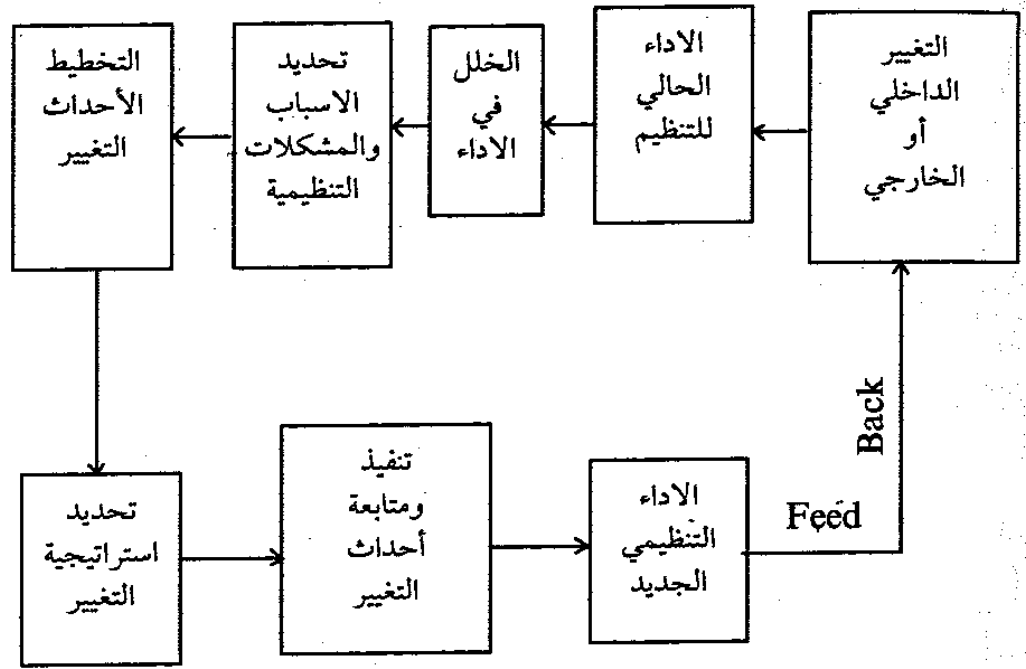 التغيير
الداخلي
أو
الخارجي
الاداء
الحالي
للتنظيم
الخلل
في
الاداء
تحديد
الاسباب
والمشكلات
التنظيمية
التخطيط
الأحداث
التغيير
تحديد
استراتيجية
التغيير
تنفيذ
ومتابعة
أحداث
التغيير
الاداء
التنظيمي
الجديد
Feed
Back